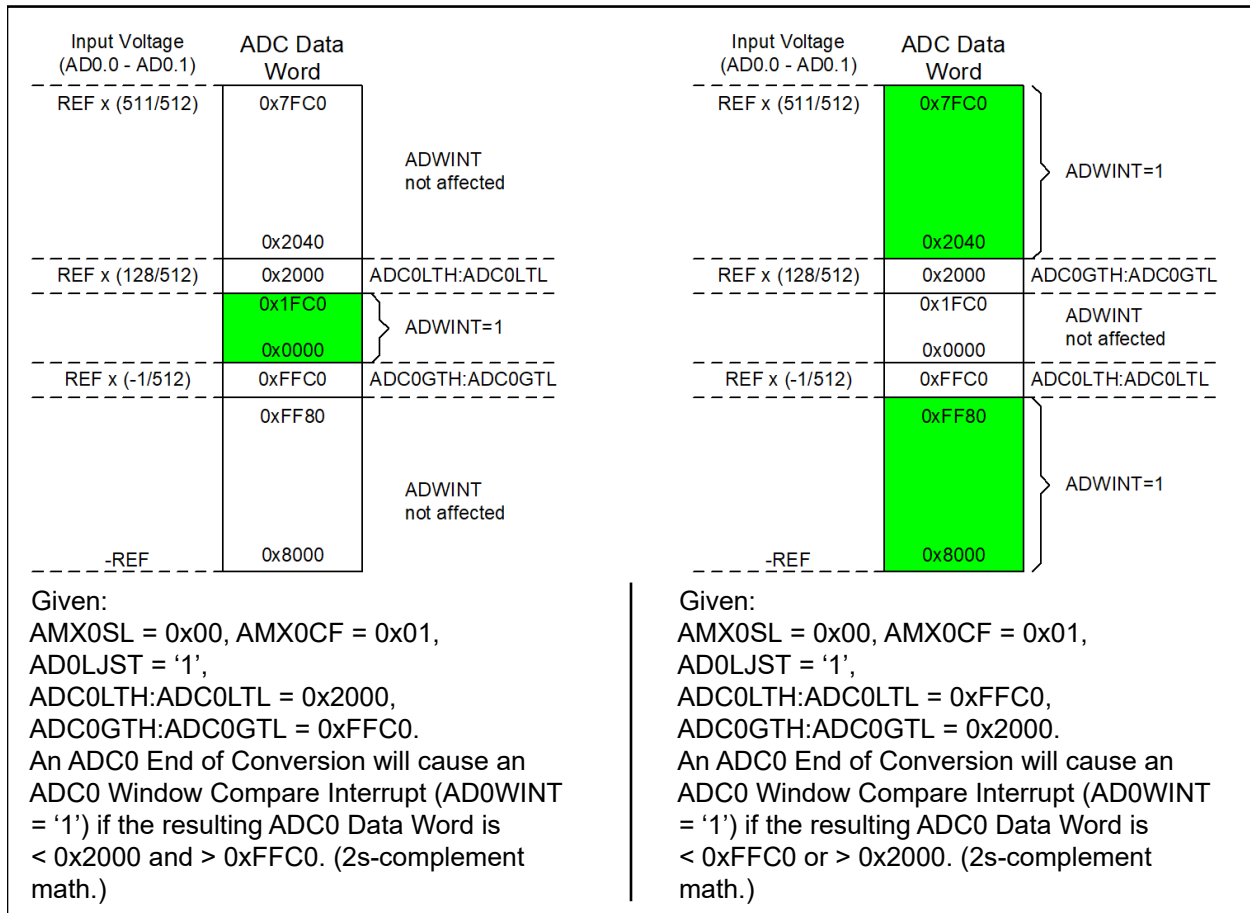 Input Voltage
(AD0.0 - AD0.1)
ADC Data
Word
REF x (511/512)
0x7FC0
ADWINT
not affected
0x2040
REF x (128/512)
0x2000
ADC0LTH:ADC0LTL
0x1FC0
ADWINT=1
0x0000
REF x (-1/512)
0xFFC0
ADC0GTH:ADC0GTL
0xFF80
ADWINT
not affected
-REF
0x8000
Given:
AMX0SL = 0x00, AMX0CF = 0x01,
AD0LJST = ‘1’,
ADC0LTH:ADC0LTL = 0x2000,
ADC0GTH:ADC0GTL = 0xFFC0.
An ADC0 End of Conversion will cause an
ADC0 Window Compare Interrupt (AD0WINT
= ‘1’) if the resulting ADC0 Data Word is
< 0x2000 and > 0xFFC0. (2s-complement
math.)
Input Voltage
(AD0.0 - AD0.1)
ADC Data
Word
REF x (511/512)
0x7FC0
ADWINT=1
0x2040
REF x (128/512)
0x2000
ADC0GTH:ADC0GTL
0x1FC0
ADWINT
not affected
0x0000
REF x (-1/512)
0xFFC0
ADC0LTH:ADC0LTL
0xFF80
ADWINT=1
-REF
0x8000
Given:
AMX0SL = 0x00, AMX0CF = 0x01,
AD0LJST = ‘1’,
ADC0LTH:ADC0LTL = 0xFFC0,
ADC0GTH:ADC0GTL = 0x2000.
An ADC0 End of Conversion will cause an
ADC0 Window Compare Interrupt (AD0WINT
= ‘1’) if the resulting ADC0 Data Word is
< 0xFFC0 or > 0x2000. (2s-complement
math.)